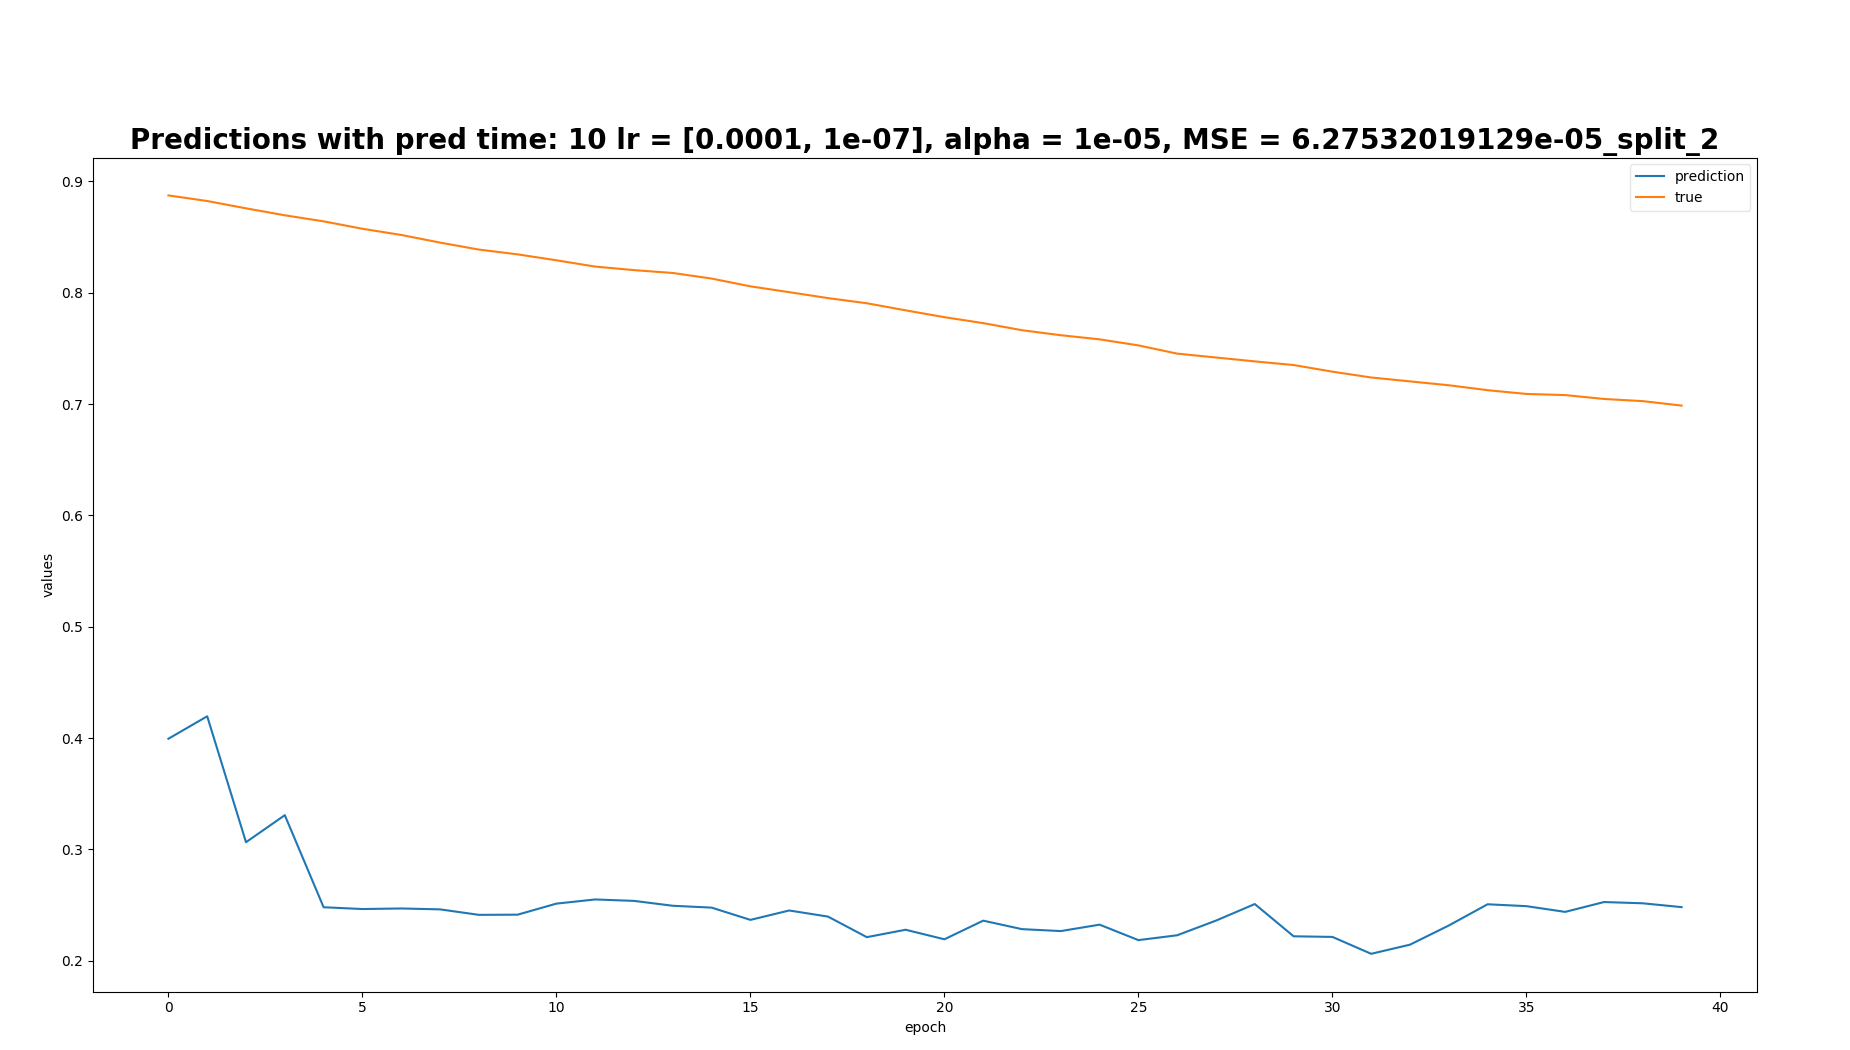 Predictions with pred time: 10 lr = [0.0001, 1e-07], alpha = 1e-05, MSE = 6.27532019129e-05_split_2
prediction
true
0.9
0.8
0.7
0.6
0.5
0.4
0.3
0.2
values
0 5 10 15 20 25 30 35 40
epoch